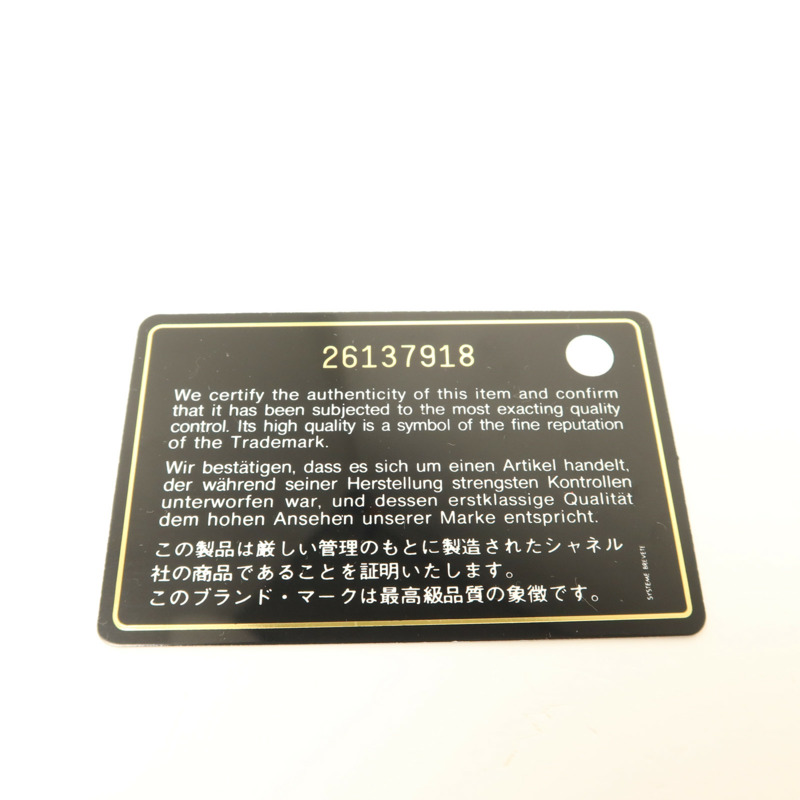 26137918
We certify the authenticity of this item and confirm
that it has been subjected to the most exacting quality
control. Its high quality is a symbol of the fine reputation
of the Trademark.
Wir bestätigen, dass es sich um einen Artikel handelt,
der während seiner Herstellung strengsten Kontrollen
unterworfen war, und dessen erstklassige Qualität
dem hohen Ansehen unserer Marke entspricht.
この製品は厳しい管理のもとに製造されたシャネル
社の商品であることを証明いたします。
このブランド・マークは最高級品質の象徴です。
SYSTEME BREVETE